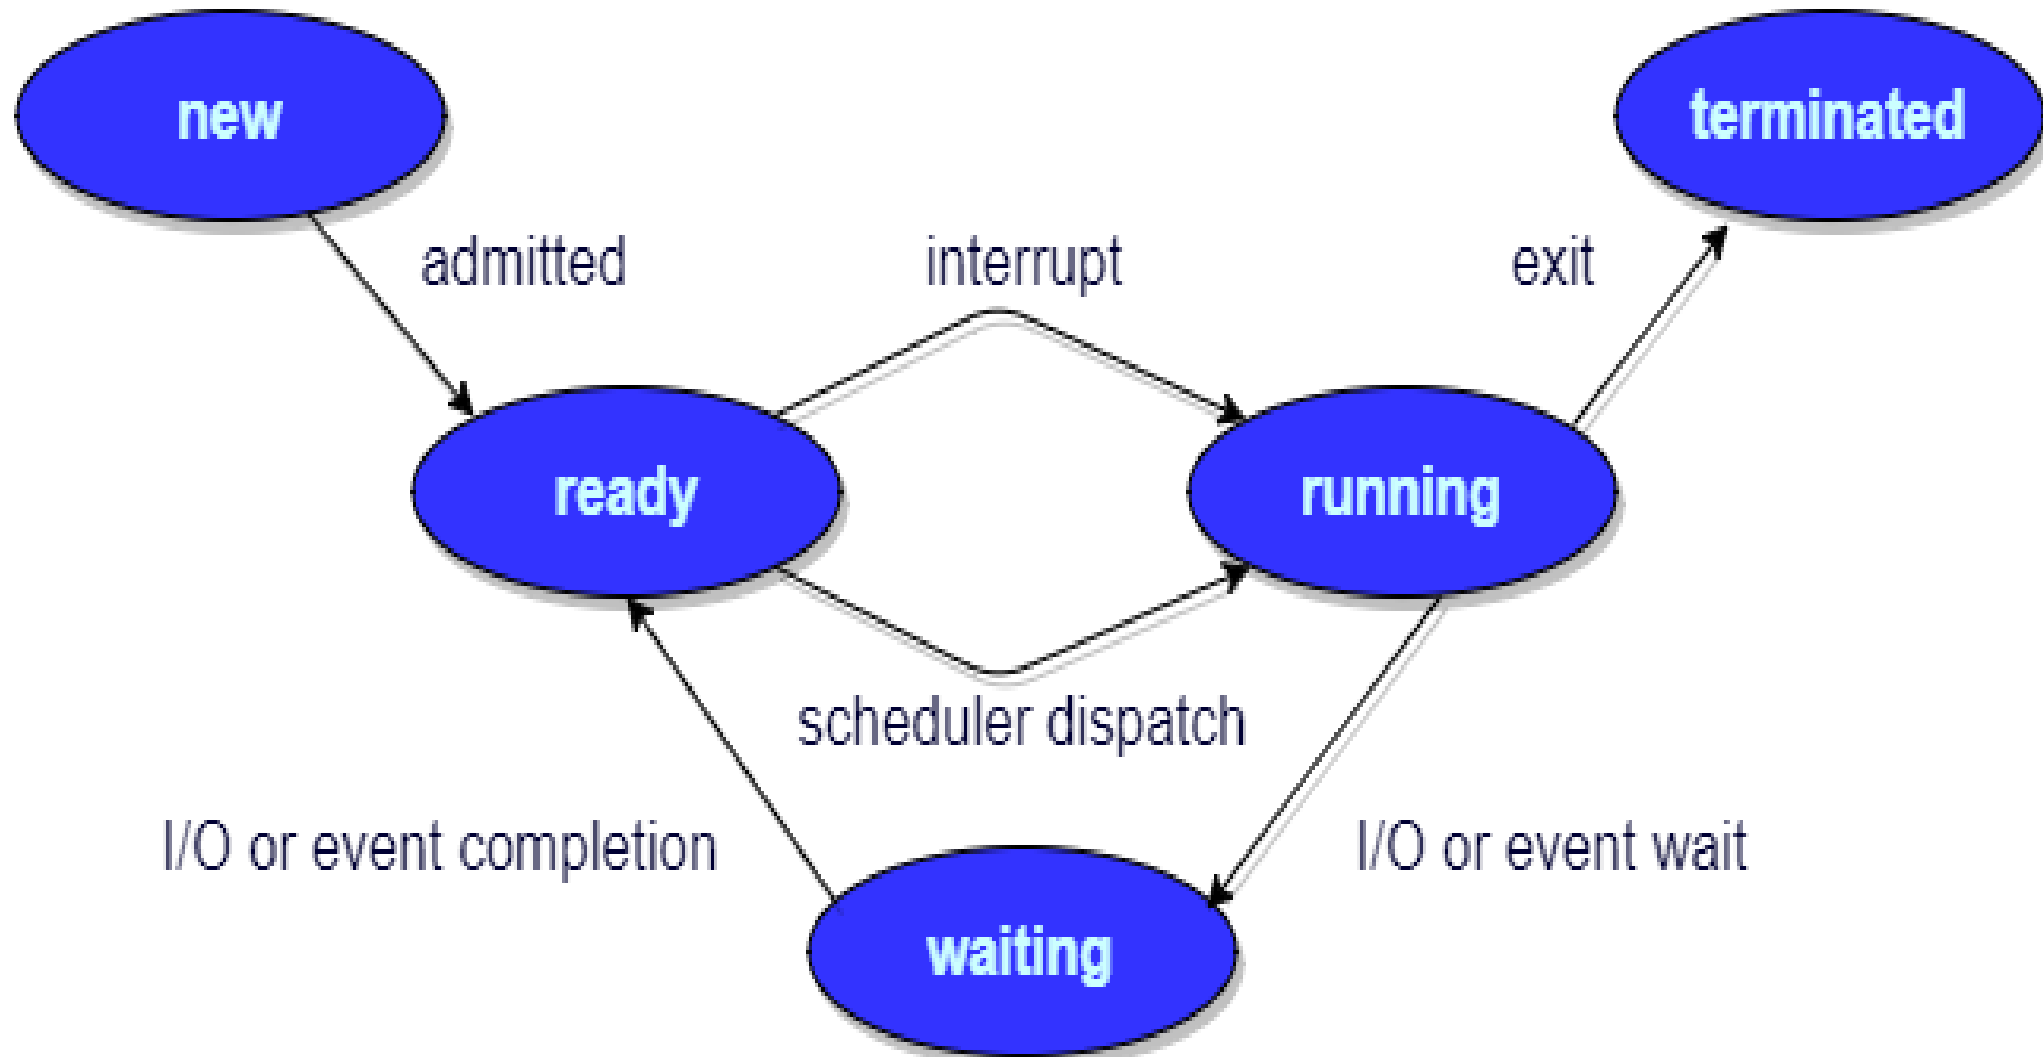 new
terminated
admitted
interrupt
exit
ready
running
scheduler dispatch
I/O or event completion
I/O or event wait
waiting